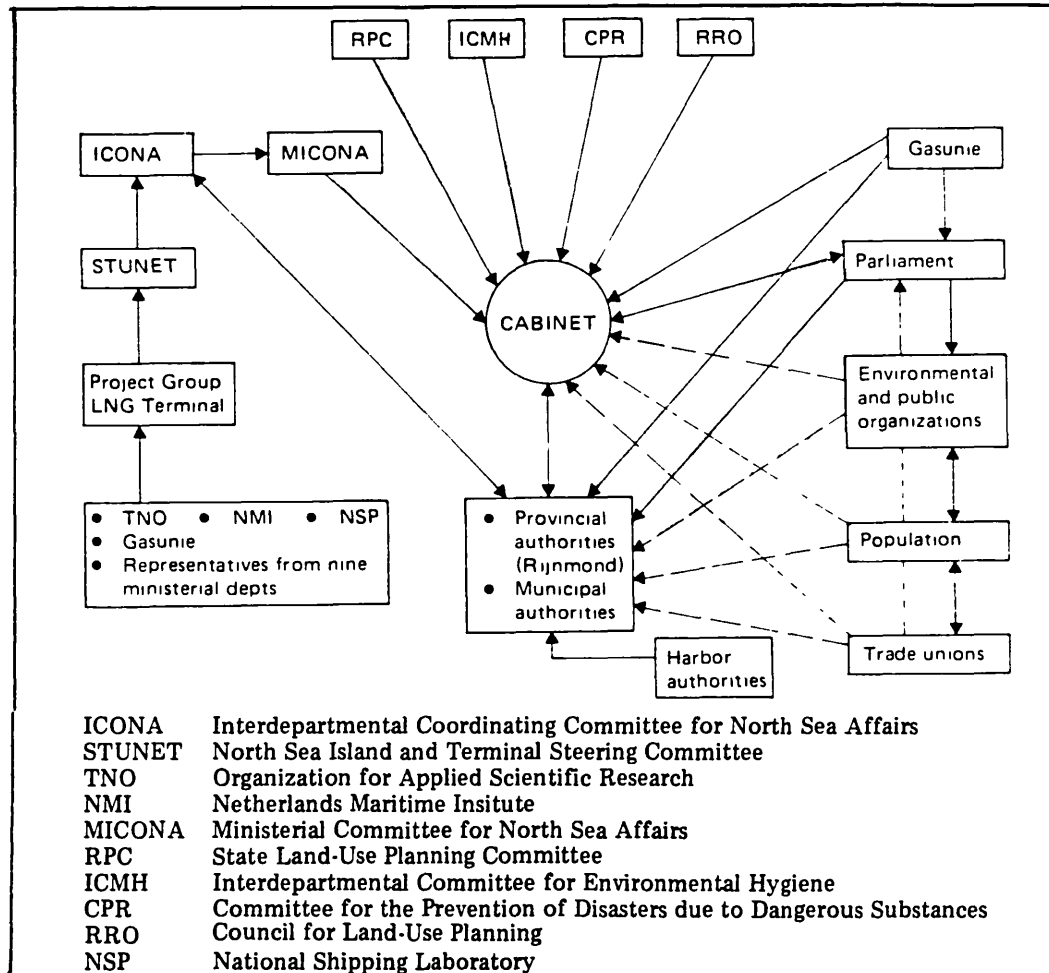 RPC ICMH CPR RRO
ICONA MICONA Gasunie
STUNET Parliament
CABINET
Project Group
LNG Terminal
Environmental
and public
organizations
• TNO • NMI • NSP
• Gasunie
• Representatives from nine
ministerial depts
• Provincial
authorities
(Rijnmond)
• Municipal
authorities
Population
Harbor
authorities
Trade unions
ICONA Interdepartmental Coordinating Committee for North Sea Affairs
STUNET North Sea Island and Terminal Steering Committee
TNO Organization for Applied Scientific Research
NMI Netherlands Maritime Insitute
MICONA Ministerial Committee for North Sea Affairs
RPC State Land-Use Planning Committee
ICMH Interdepartmental Committee for Environmental Hygiene
CPR Committee for the Prevention of Disasters due to Dangerous Substances
RRO Council for Land-Use Planning
NSP National Shipping Laboratory